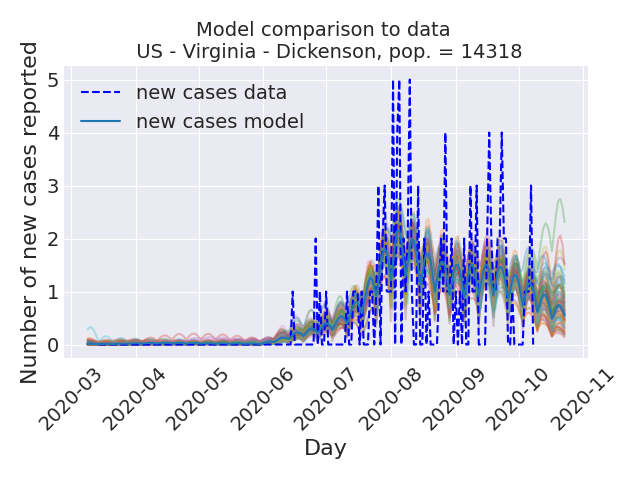 Model comparison to data
US - Virginia - Dickenson, pop. = 14318
Number of new cases reported
5
4
3
2
1
0
new cases data
new cases model
2020-03
2020-04
2020-05
2020-06
2020-07
2020-08
2020-09
2020-10
2020-11
Day